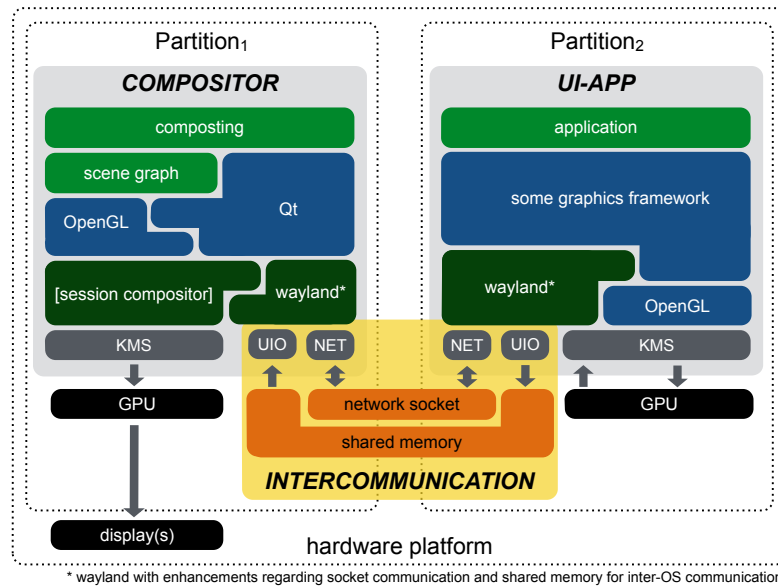 Partition1
Partition2
COMPOSITOR
UI-APP
composting
application
scene graph
OpenGL
Qt
some graphics framework
[session compositor]
wayland*
wayland*
OpenGL
KMS
UIO
NET
NET
UIO
KMS
GPU
network socket
GPU
shared memory
INTERCOMMUNICATION
display(s)
hardware platform
* wayland with enhancements regarding socket communication and shared memory for inter-OS communication